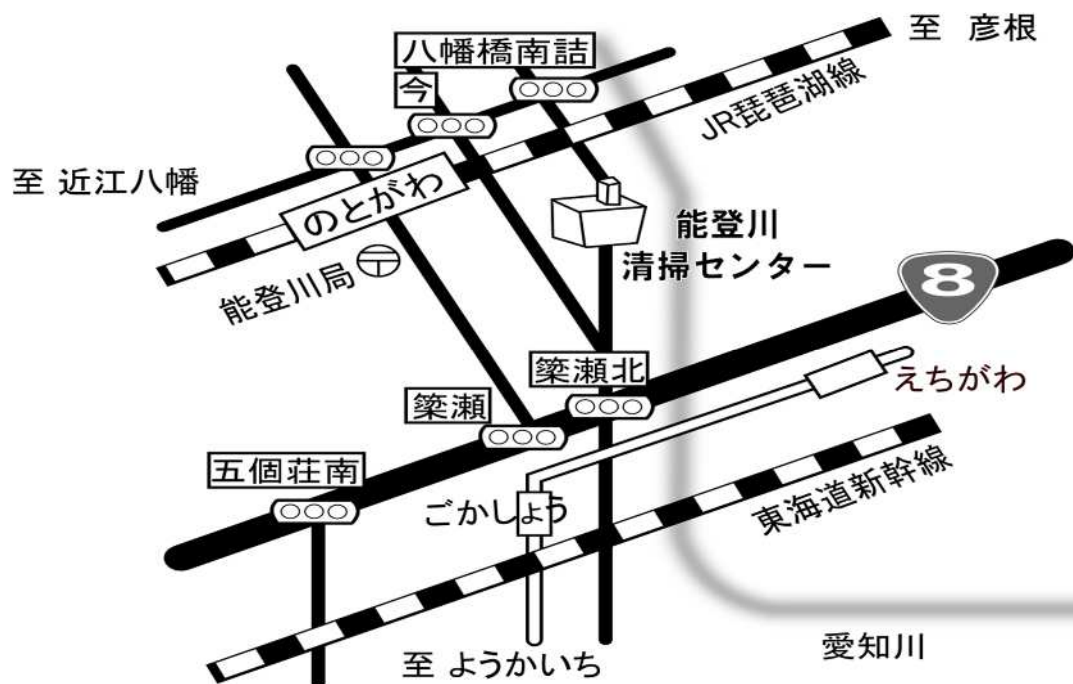 八幡橋南詰
至 彦根
今
JR琵琶湖線
至 近江八幡
のとがわ
能登川
清掃センター
能登川局
8
簗瀬北
えちがわ
簗瀬
五個荘南
ごかしょう
東海道新幹線
愛知川
至 ようかいち